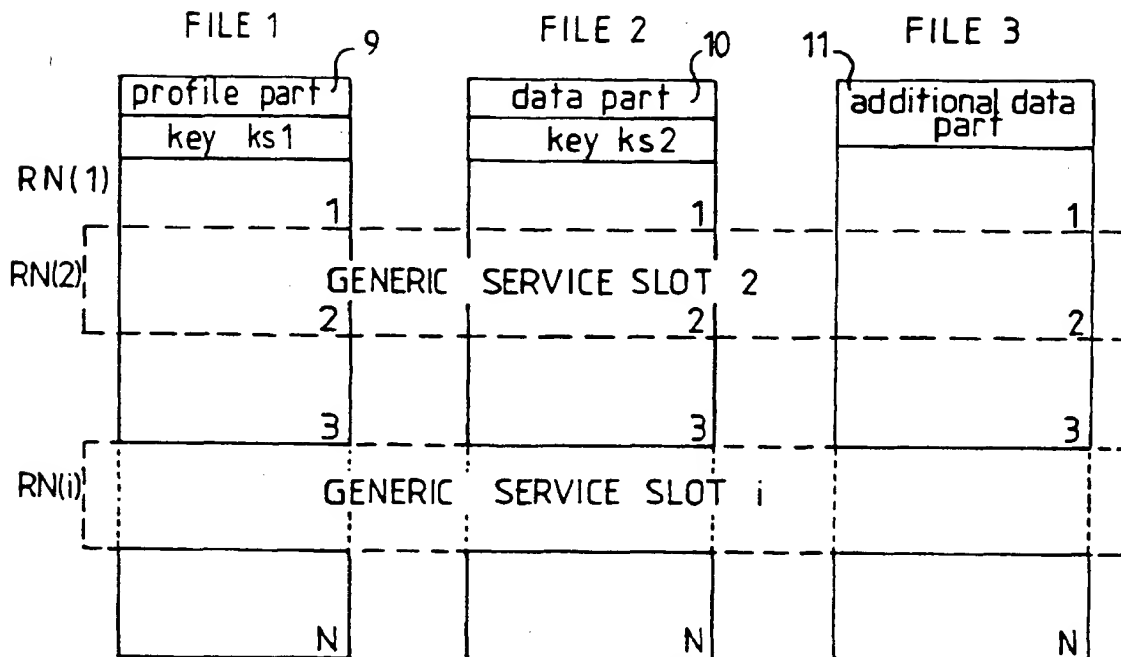 FILE 1
FILE 2
FILE 3
9
10
11
profile part
data part
additional data
part
key ks1
key ks2
RN(1)
1
1
1
RN(2)
GENERIC SERVICE SLOT 2
2
2
2
3
3
3
RN(i)
GENERIC SERVICE SLOT i
N
N
N